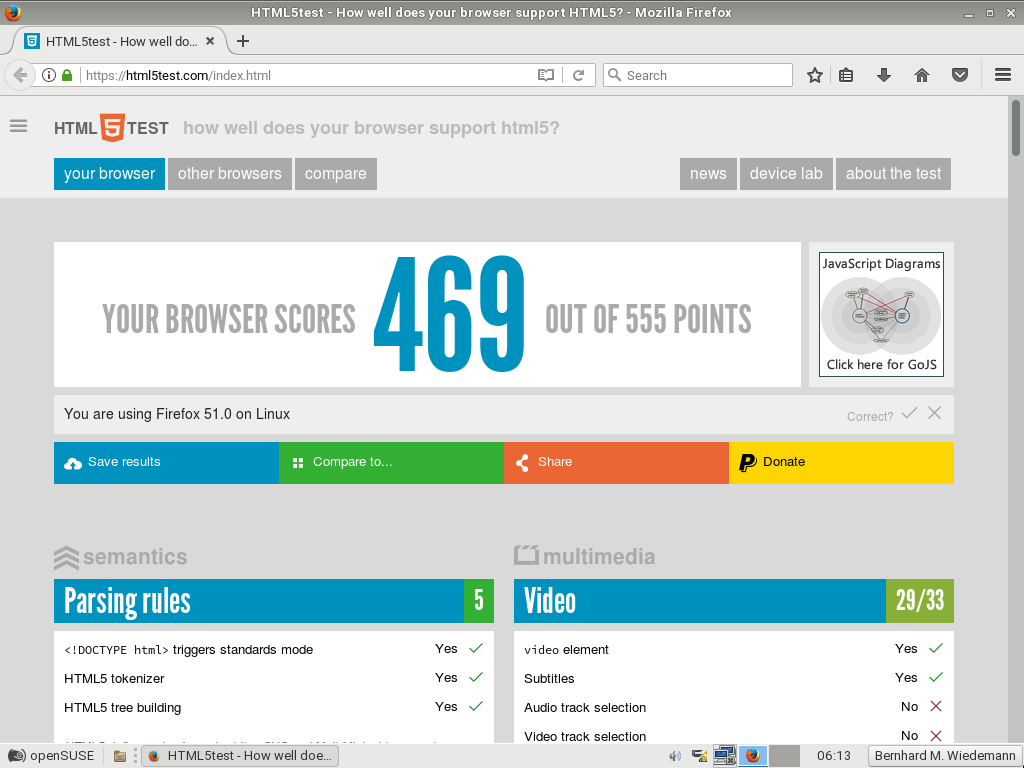 HTML5test - How well does your browser support HTML5? - Mozilla Firefox
HTML5test - How well do...
https://html5test.com/index.html
Search
HTML 5 TEST how well does your browser support html5?
your browser other browsers compare news device lab about the test
YOUR BROWSER SCORES 469 OUT OF 555 POINTS
JavaScript Diagrams
Click here for GoJS
You are using Firefox 51.0 on Linux Correct?
Save results Compare to... Share Donate
semantics multimedia
Parsing rules 5 Video 29/33
<!DOCTYPE html> triggers standards mode Yes video element Yes
HTML5 tokenizer Yes Subtitles Yes
HTML5 tree building Yes Audio track selection No
Video track selection No
openSUSE HTML5test - How well doe... 06:13 Bernhard M. Wiedemann